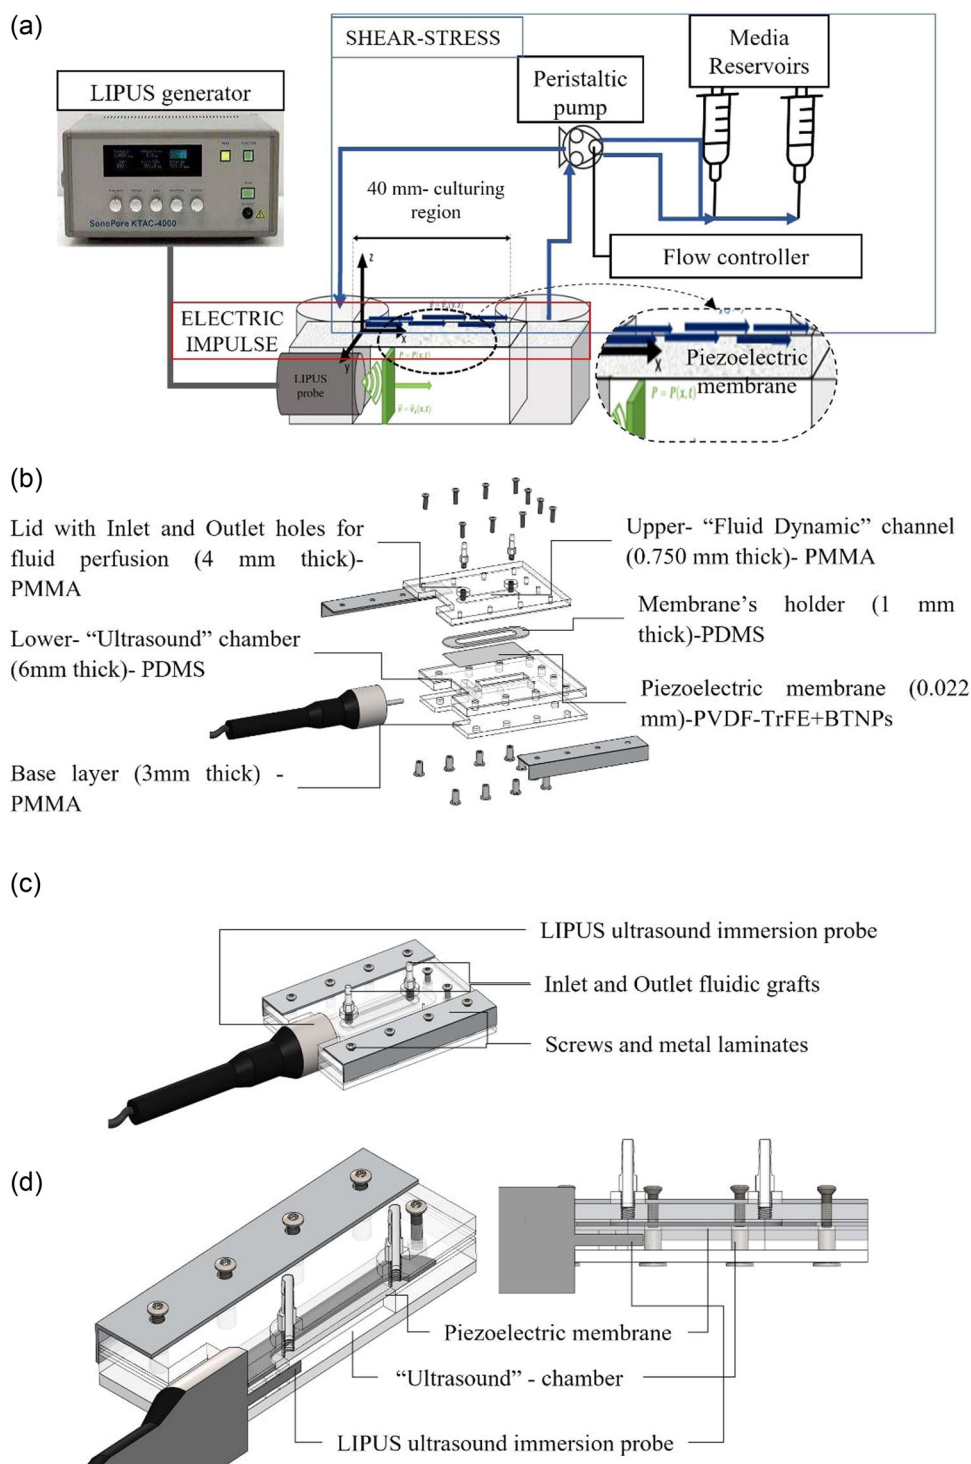 (a)
SHEAR-STRESS
Media
Reservoirs
LIPUS generator
Peristaltic
pump
SonoPore KTAC-4000
40 mm- culturing
region
Flow controller
z
ELECTRIC
IMPULSE
x
y
LIPUS
probe
P = P(x,t)
X
Piezoelectric
membrane
P = P(x,t)
(b)
Lid with Inlet and Outlet holes for
fluid perfusion (4 mm thick)-
PMMA
Upper- “Fluid Dynamic” channel
(0.750 mm thick)- PMMA
Membrane’s holder (1 mm
thick)-PDMS
Lower- “Ultrasound” chamber
(6mm thick)- PDMS
Piezoelectric membrane (0.022
mm)-PVDF-TrFE+BTNPs
Base layer (3mm thick) -
PMMA
(c)
LIPUS ultrasound immersion probe
Inlet and Outlet fluidic grafts
Screws and metal laminates
(d)
Piezoelectric membrane
“Ultrasound” - chamber
LIPUS ultrasound immersion probe